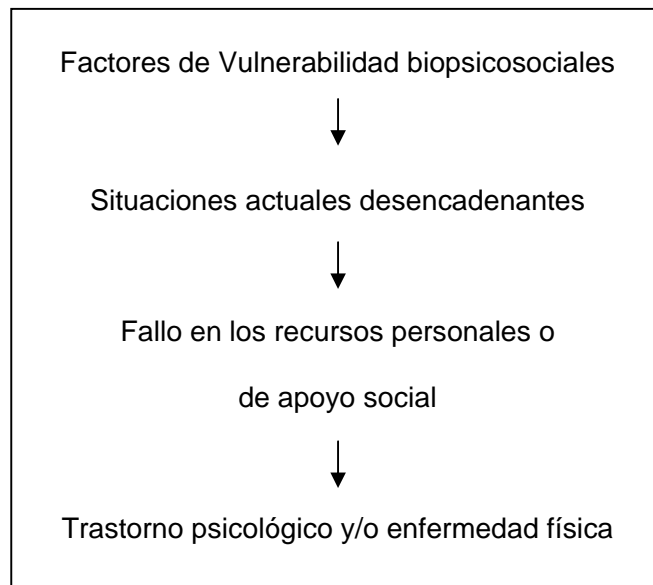 Factores de Vulnerabilidad biopsicosociales
Situaciones actuales desencadenantes
Fallo en los recursos personales o
de apoyo social
Trastorno psicológico y/o enfermedad física